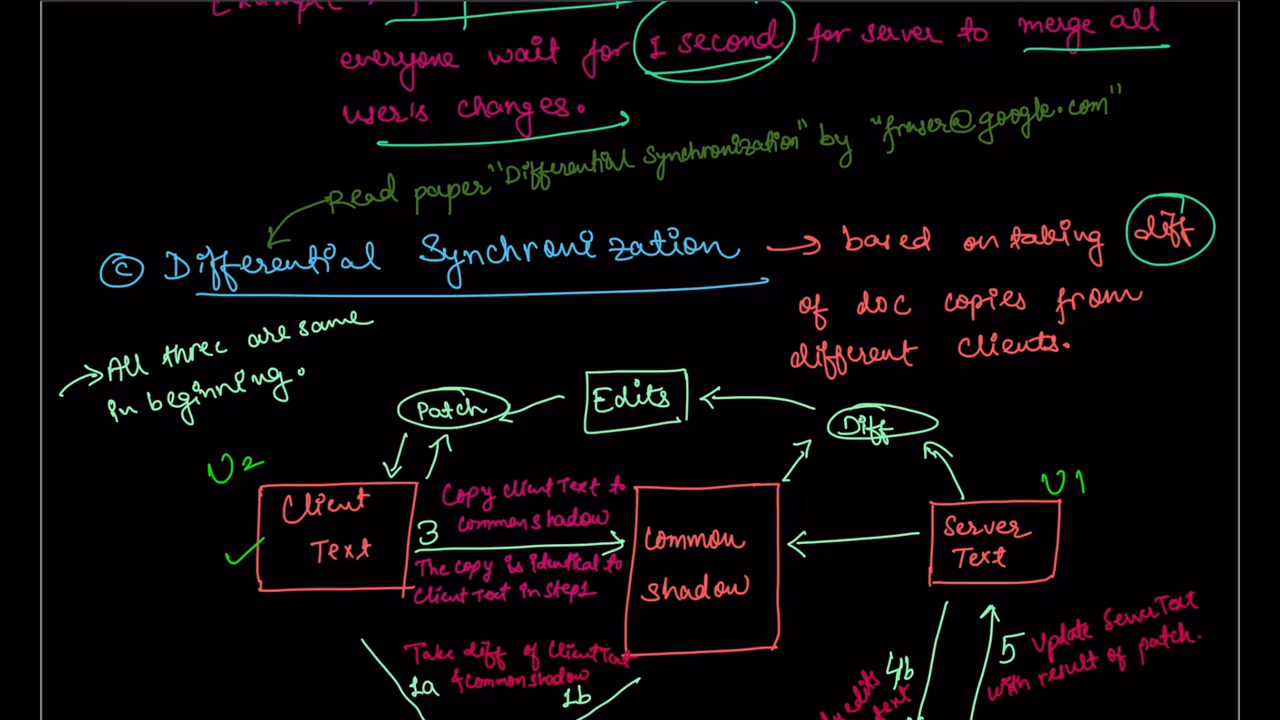 Example
everyone wait for 1 second for server to merge all
user's changes.
Read paper "Differential Synchronization" by "fraser@google.com"
© Differential Synchronization → based on taking diff
of doc copies from
different clients.
→ All three are same
in beginning.
Patch
Edits
Diff
V2
V1
Client
Text
3
Copy client Text to
Common shadow
The copy is identical to
Client Text in step1
Common
shadow
Server
Text
Take diff of Client Text
& Common shadow
1a
1b
4b
edits
text
5
Update Server Text
with result of patch.